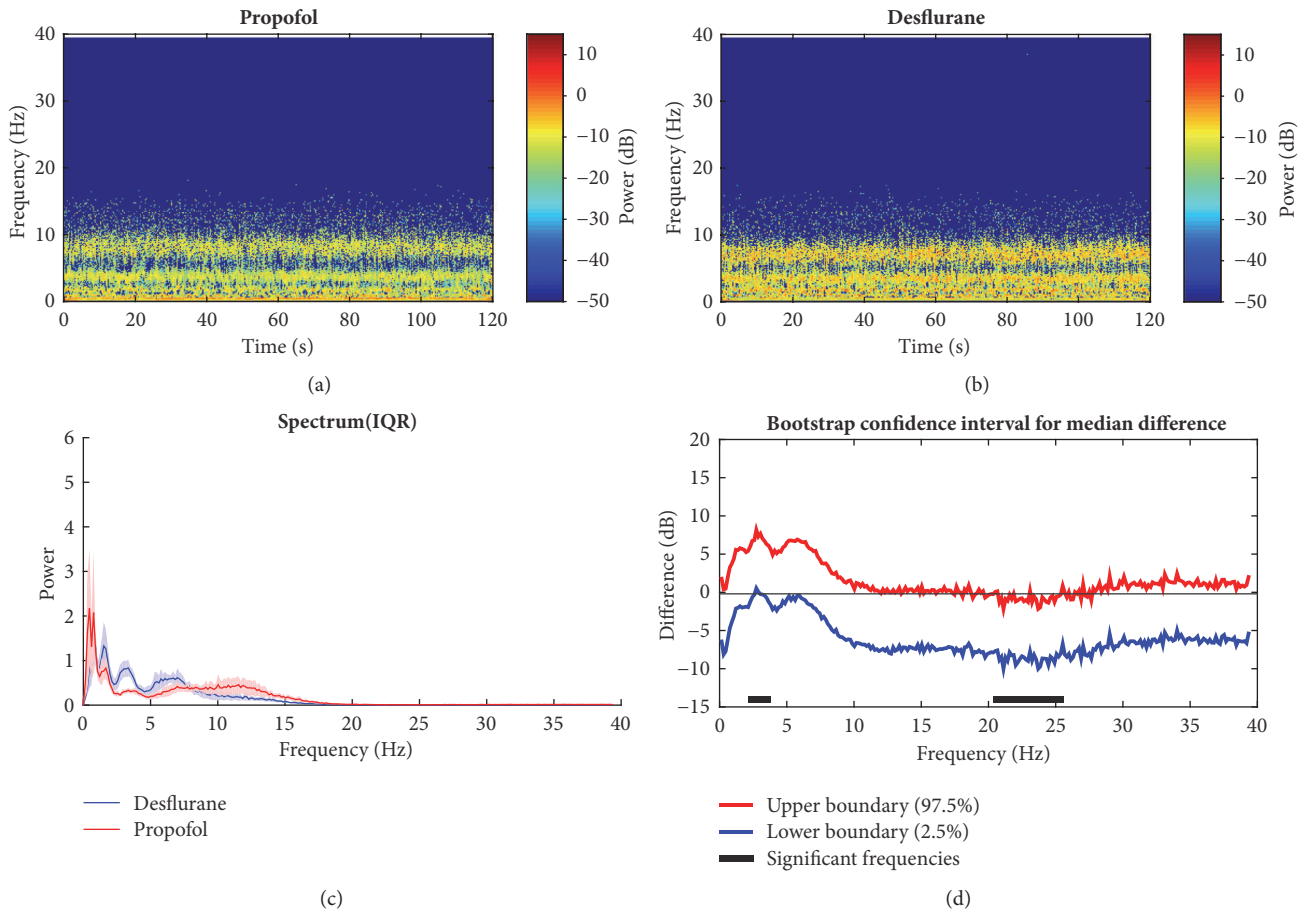 Propofol
40
30
20
10
0
Frequency (Hz)
0 20 40 60 80 100 120
Time (s)
10
0
−10
−20
−30
−40
−50
Power (dB)
(a)
Desflurane
40
30
20
10
0
Frequency (Hz)
0 20 40 60 80 100 120
Time (s)
10
0
−10
−20
−30
−40
−50
Power (dB)
(b)
Spectrum(IQR)
6
5
4
3
2
1
0
Power
0 5 10 15 20 25 30 35 40
Frequency (Hz)
Desflurane
Propofol
(c)
Bootstrap confidence interval for median difference
20
15
10
5
0
−5
−10
−15
Difference (dB)
0 5 10 15 20 25 30 35 40
Frequency (Hz)
Upper boundary (97.5%)
Lower boundary (2.5%)
Significant frequencies
(d)